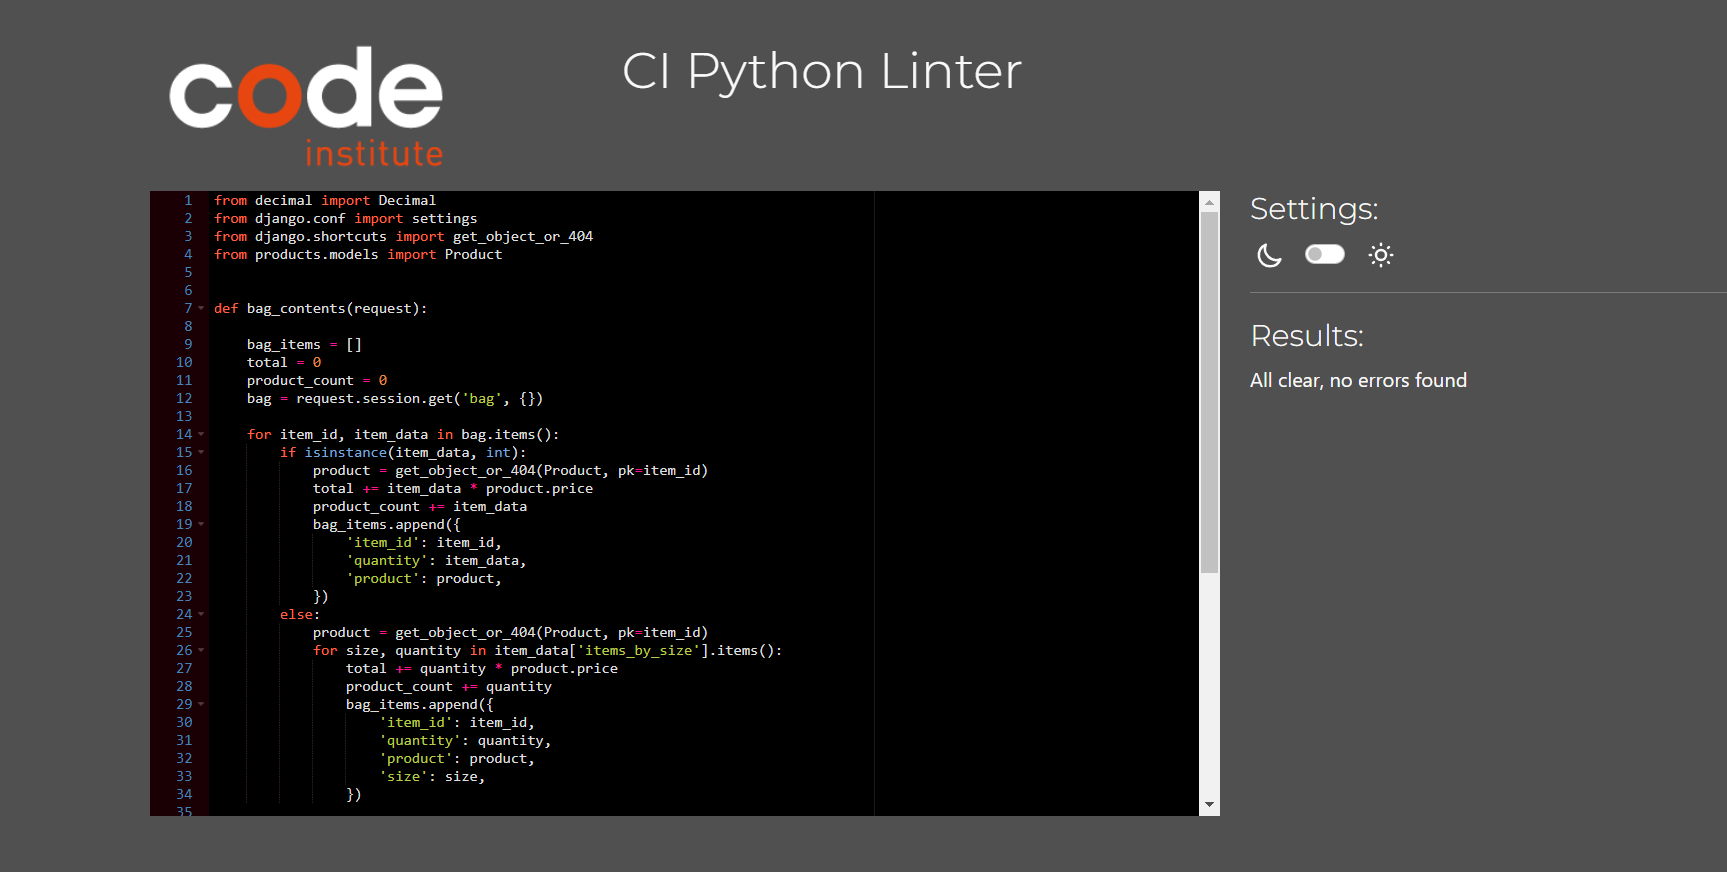 code
institute
CI Python Linter
1 from decimal import Decimal
2 from django.conf import settings
3 from django.shortcuts import get_object_or_404
4 from products.models import Product
5
6
7 def bag_contents(request):
8
9     bag_items = []
10     total = 0
11     product_count = 0
12     bag = request.session.get('bag', {})
13
14     for item_id, item_data in bag.items():
15         if isinstance(item_data, int):
16             product = get_object_or_404(Product, pk=item_id)
17             total += item_data * product.price
18             product_count += item_data
19             bag_items.append({
20                 'item_id': item_id,
21                 'quantity': item_data,
22                 'product': product,
23             })
24         else:
25             product = get_object_or_404(Product, pk=item_id)
26             for size, quantity in item_data['items_by_size'].items():
27                 total += quantity * product.price
28                 product_count += quantity
29                 bag_items.append({
30                     'item_id': item_id,
31                     'quantity': quantity,
32                     'product': product,
33                     'size': size,
34                 })
35
Settings:
Results:
All clear, no errors found